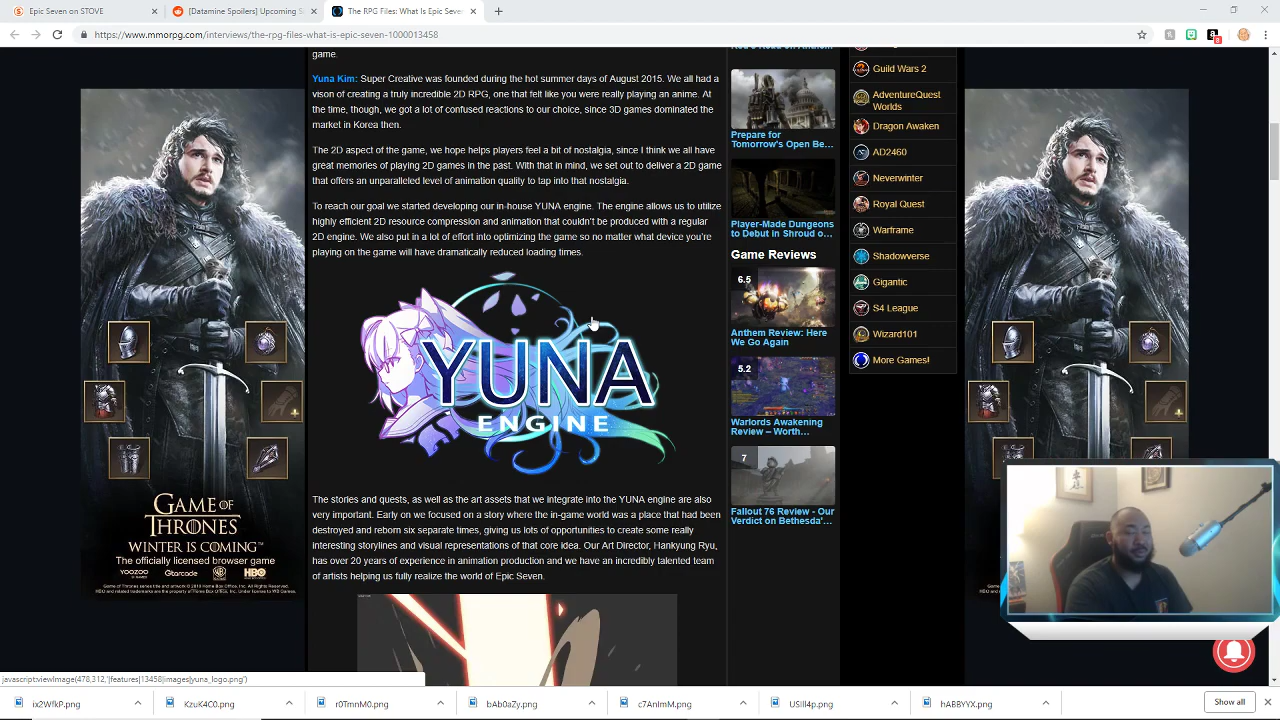 Epic Seven on STOVE
[Datamine Spoilers] Upcoming S
The RPG Files: What Is Epic Seve
https://www.mmorpg.com/interviews/the-rpg-files-what-is-epic-seven-1000013458
game.
Yuna Kim: Super Creative was founded during the hot summer days of August 2015. We all had a
vison of creating a truly incredible 2D RPG, one that felt like you were really playing an anime. At
the time, though, we got a lot of confused reactions to our choice, since 3D games dominated the
market in Korea then.
The 2D aspect of the game, we hope helps players feel a bit of nostalgia, since I think we all have
great memories of playing 2D games in the past. With that in mind, we set out to deliver a 2D game
that offers an unparalleled level of animation quality to tap into that nostalgia.
To reach our goal we started developing our in-house YUNA engine. The engine allows us to utilize
highly efficient 2D resource compression and animation that couldn't be produced with a regular
2D engine. We also put in a lot of effort into optimizing the game so no matter what device you're
playing on the game will have dramatically reduced loading times.
YUNA
ENGINE
The stories and quests, as well as the art assets that we integrate into the YUNA engine are also
very important. Early on we focused on a story where the in-game world was a place that had been
destroyed and reborn six separate times, giving us lots of opportunities to create some really
interesting storylines and visual representations of that core idea. Our Art Director, Hankyung Ryu,
has over 20 years of experience in animation production and we have an incredibly talented team
of artists helping us fully realize the world of Epic Seven.
Prepare for
Tomorrow's Open Be...
Player-Made Dungeons
to Debut in Shroud o...
Game Reviews
6.5
Anthem Review: Here
We Go Again
5.2
Warlords Awakening
Review – Worth...
7
Fallout 76 Review - Our
Verdict on Bethesda'...
Guild Wars 2
AdventureQuest
Worlds
Dragon Awaken
AD2460
Neverwinter
Royal Quest
Warframe
Shadowverse
Gigantic
S4 League
Wizard101
More Games!
GAME OF
THRONES
WINTER IS COMING™
The officially licensed browser game
YOOZOO
Gtarcade
HBO
javascript:viewImage(478,312,'|features|13458|images|yuna_logo.png")
ix2WfkP.png
KzuK4C0.png
r0TmnM0.png
bAb0aZy.png
c7AnImM.png
USIll4p.png
hABBYYX.png
Show all